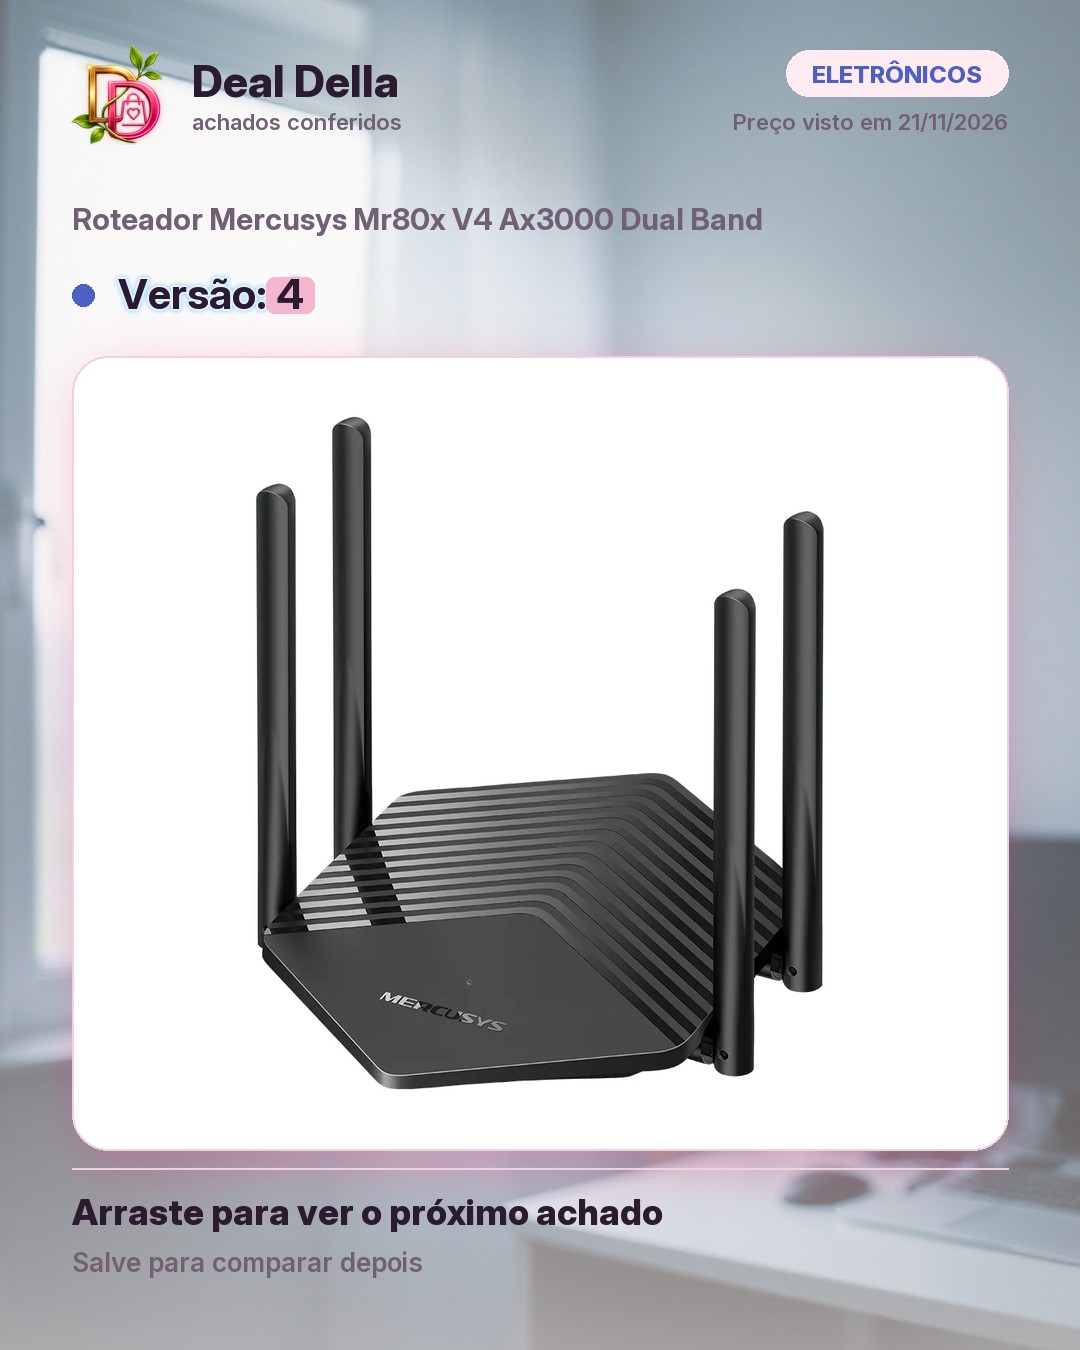 Deal Della
achados conferidos
ELETRÔNICOS
Preço visto em 21/11/2026
Roteador Mercusys Mr80x V4 Ax3000 Dual Band
Versão: 4
MERCUSYS
Arraste para ver o próximo achado
Salve para comparar depois